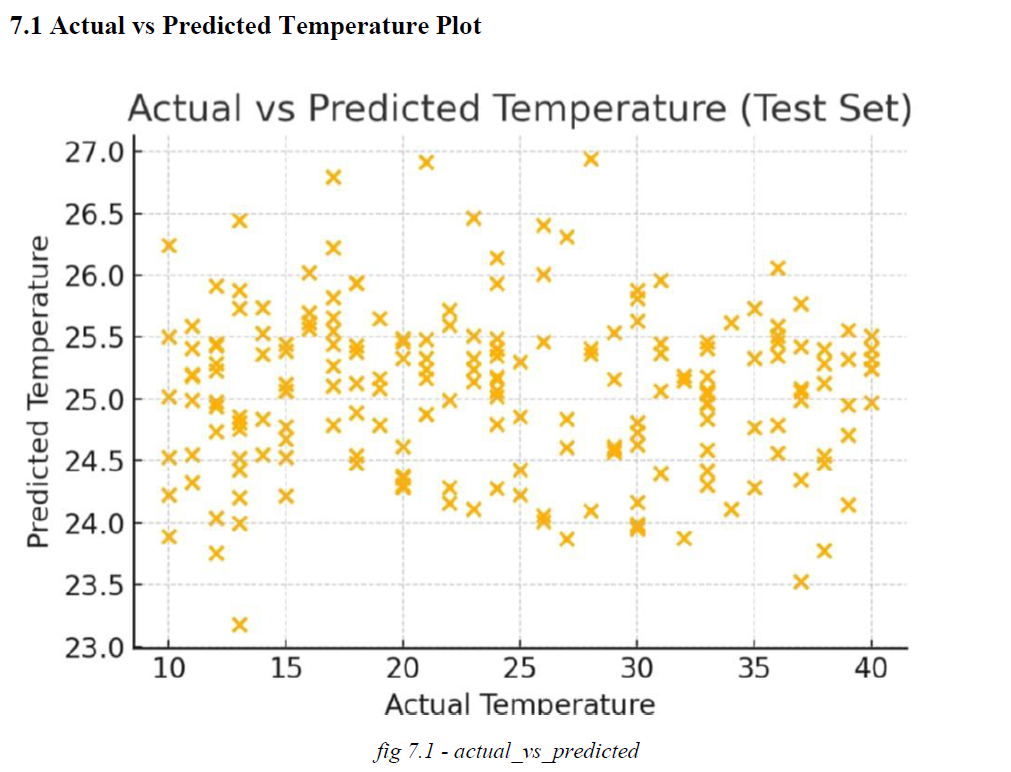 7.1 Actual vs Predicted Temperature Plot
Actual vs Predicted Temperature (Test Set)
Predicted Temperature
27.0
26.5
26.0
25.5
25.0
24.5
24.0
23.5
23.0
10 15 20 25 30 35 40
Actual Temperature
fig 7.1 - actual_vs_predicted